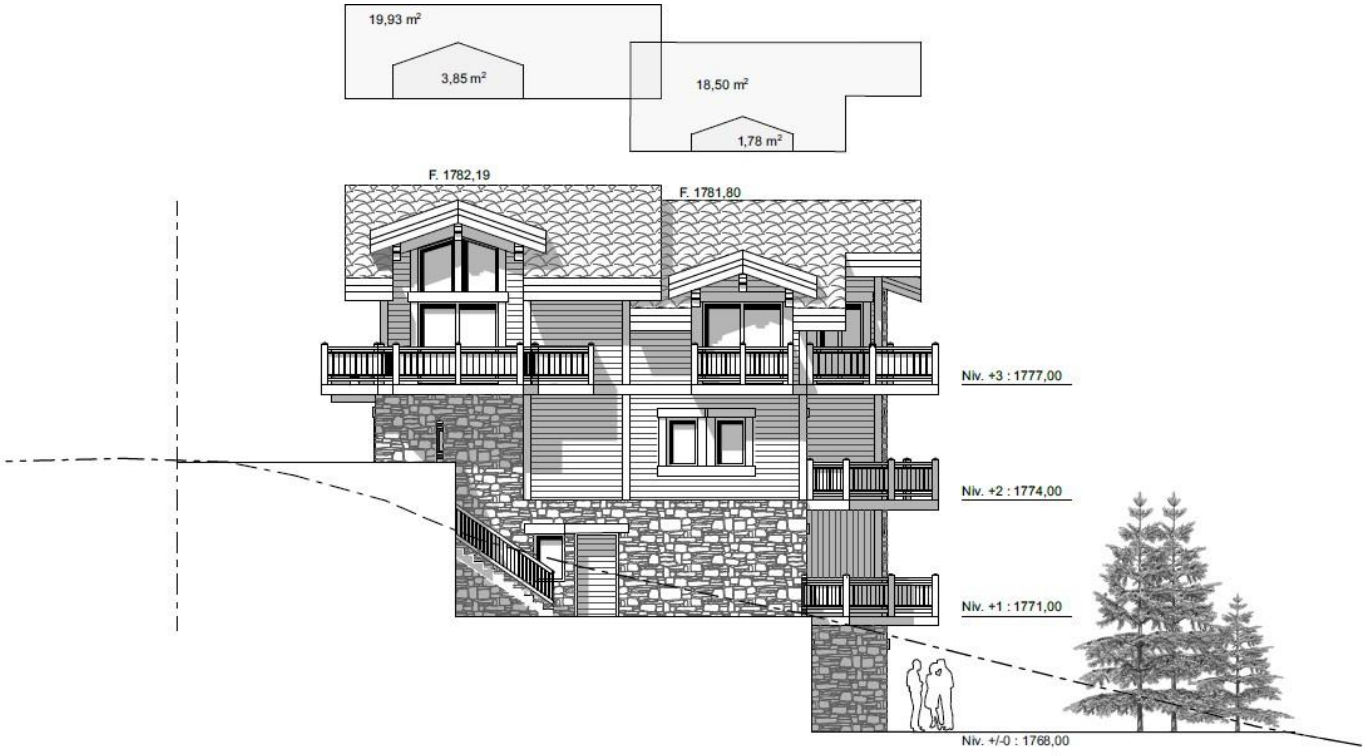 19,93 m²
3,85 m²
18,50 m²
1,78 m²
F. 1782,19
F. 1781,80
Niv. +3 : 1777,00
Niv. +2 : 1774,00
Niv. +1 : 1771,00
Niv. +/-0 : 1768,00